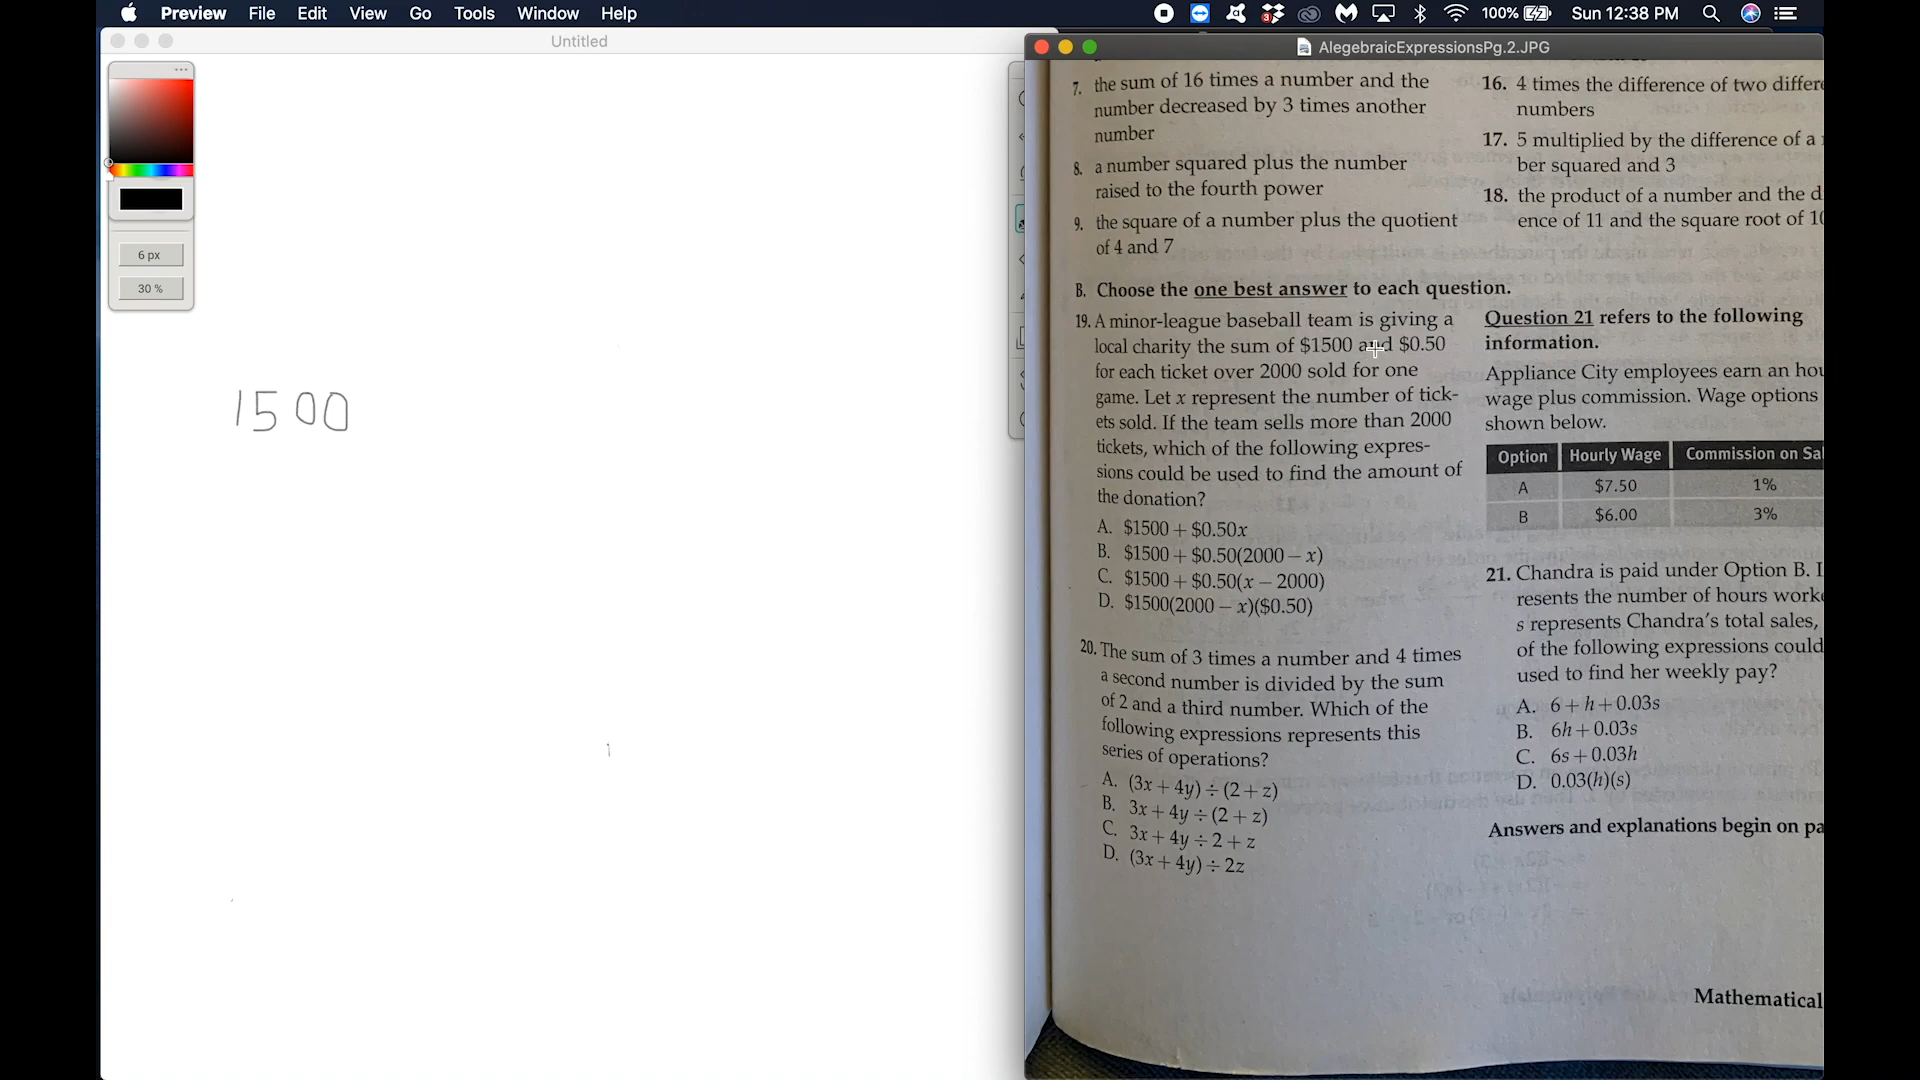 Preview File Edit View Go Tools Window Help
3
100% Sun 12:38 PM
Untitled
6 px
30 %
1500
AlegebraicExpressionsPg.2.JPG
7. the sum of 16 times a number and the
number decreased by 3 times another
number
8. a number squared plus the number
raised to the fourth power
9. the square of a number plus the quotient
of 4 and 7
16. 4 times the difference of two differe
numbers
17. 5 multiplied by the difference of a
ber squared and 3
18. the product of a number and the d
ence of 11 and the square root of 10
B. Choose the one best answer to each question.
19. A minor-league baseball team is giving a
local charity the sum of $1500 and $0.50
for each ticket over 2000 sold for one
game. Let x represent the number of tick-
ets sold. If the team sells more than 2000
tickets, which of the following expres-
sions could be used to find the amount of
the donation?
A. $1500 + $0.50x
B. $1500 + $0.50(2000 – x)
C. $1500 + $0.50(x – 2000)
D. $1500(2000 – x)($0.50)
20. The sum of 3 times a number and 4 times
a second number is divided by the sum
of 2 and a third number. Which of the
following expressions represents this
series of operations?
A. (3x + 4y) ÷ (2 + z)
B. 3x + 4y ÷ (2 + z)
C. 3x + 4y ÷ 2 + z
D. (3x + 4y) ÷ 2z
Question 21 refers to the following
information.
Appliance City employees earn an hou
wage plus commission. Wage options
shown below.
Option Hourly Wage Commission on Sal
A $7.50 1%
B $6.00 3%
21. Chandra is paid under Option B. I
resents the number of hours worke
s represents Chandra's total sales,
of the following expressions could
used to find her weekly pay?
A. 6 + h + 0.03s
B. 6h + 0.03s
C. 6s + 0.03h
D. 0.03(h)(s)
Answers and explanations begin on pa
Mathematical